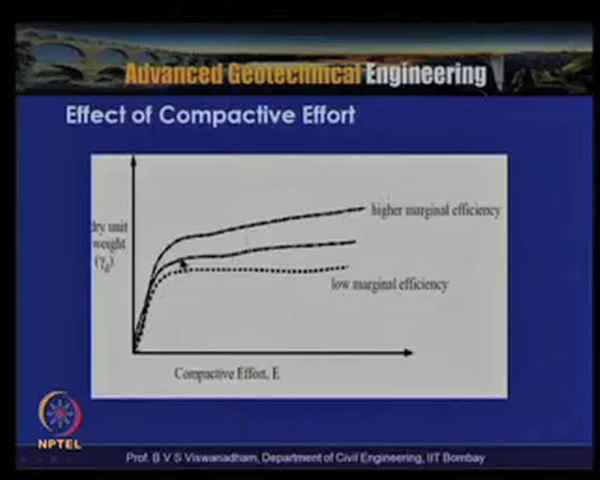 Advanced Geotechnical Engineering
Effect of Compactive Effort
dry unit
weight
(γd)
higher marginal efficiency
low marginal efficiency
Compactive Effort, E
NPTEL
Prof. B V S Viswanadham, Department of Civil Engineering, IIT Bombay